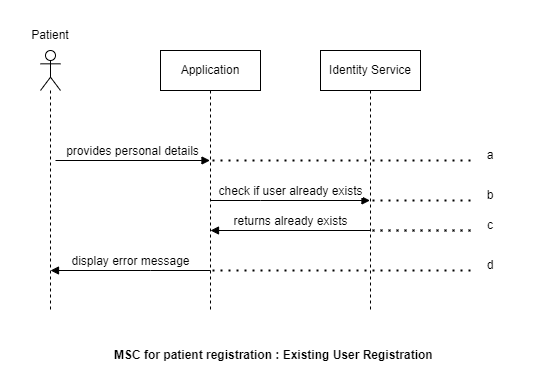 Patient
Application
Identity Service
provides personal details
a
check if user already exists
b
returns already exists
c
display error message
d
MSC for patient registration : Existing User Registration